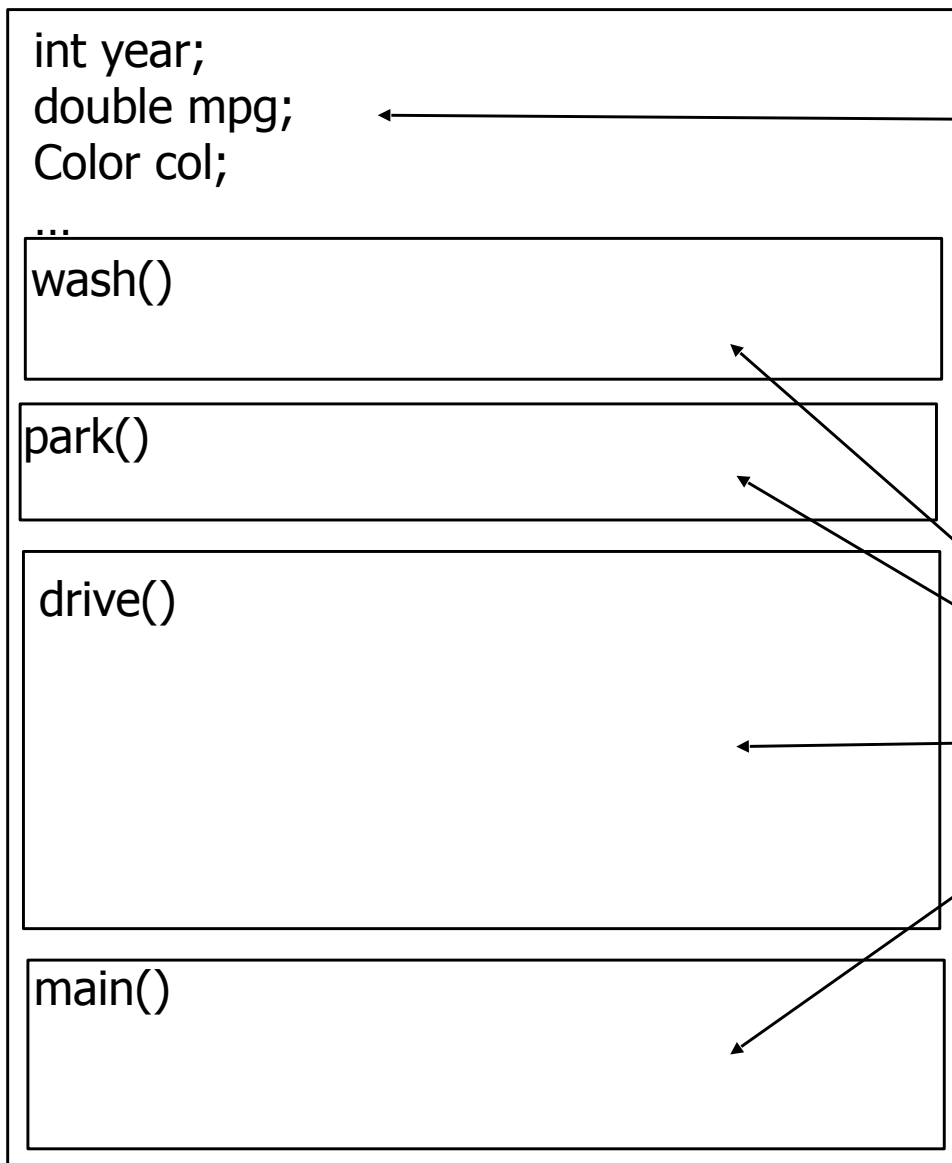 int year;
double mpg;
Color col;
...
wash()
park()
drive()
main()